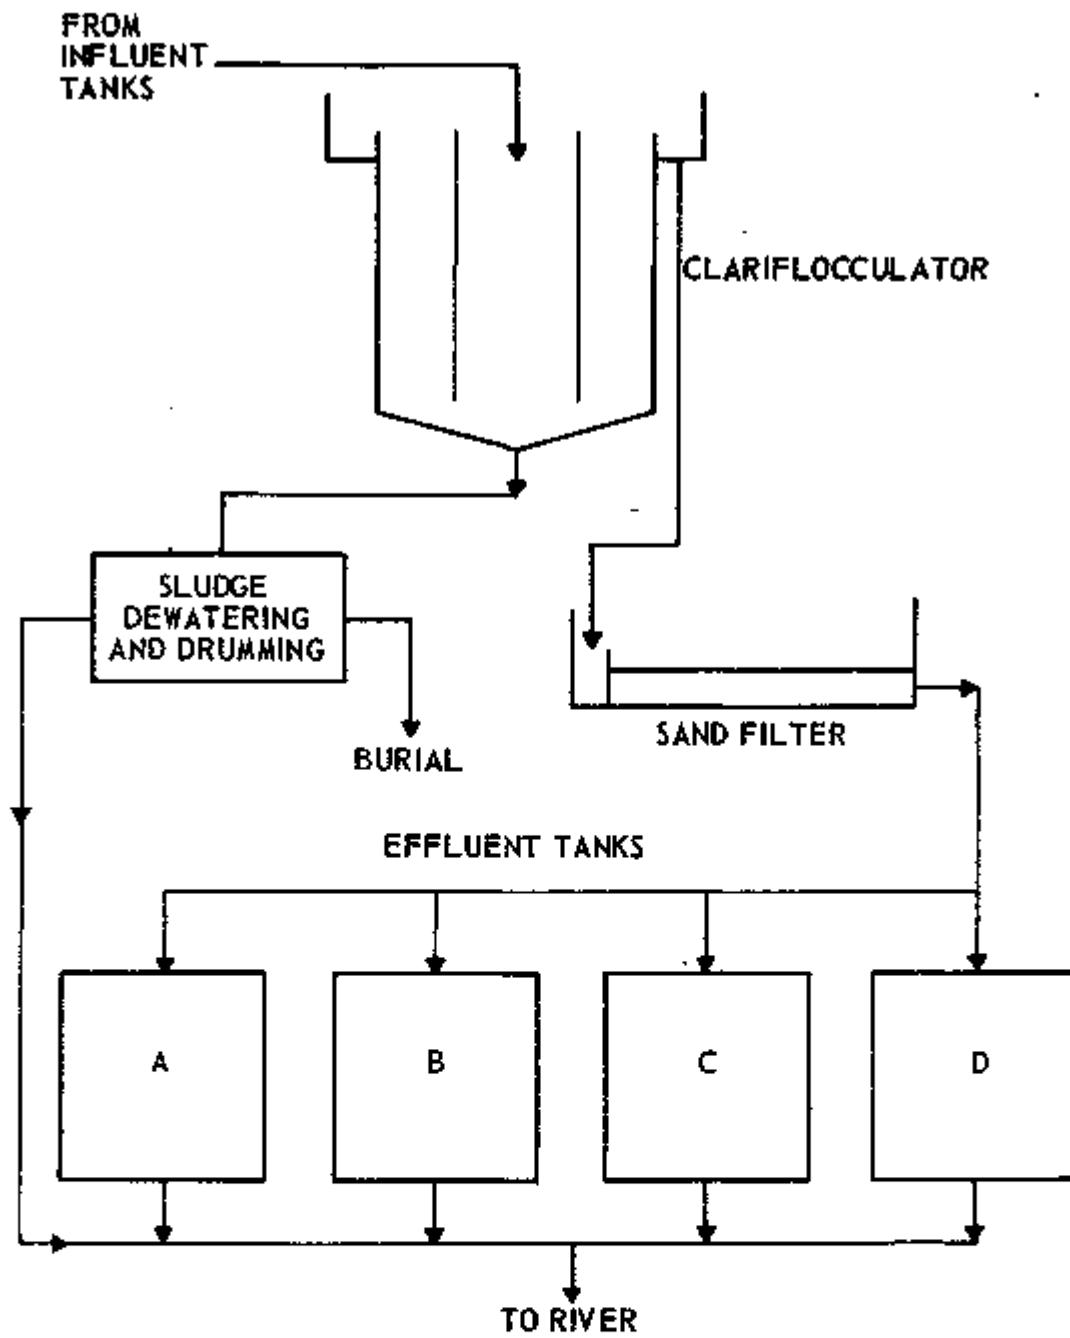 FROM
INFLUENT
TANKS
CLARIFLOCCULATOR
SLUDGE
DEWATERING
AND DRUMMING
BURIAL
SAND FILTER
EFFLUENT TANKS
A
B
C
D
TO RIVER